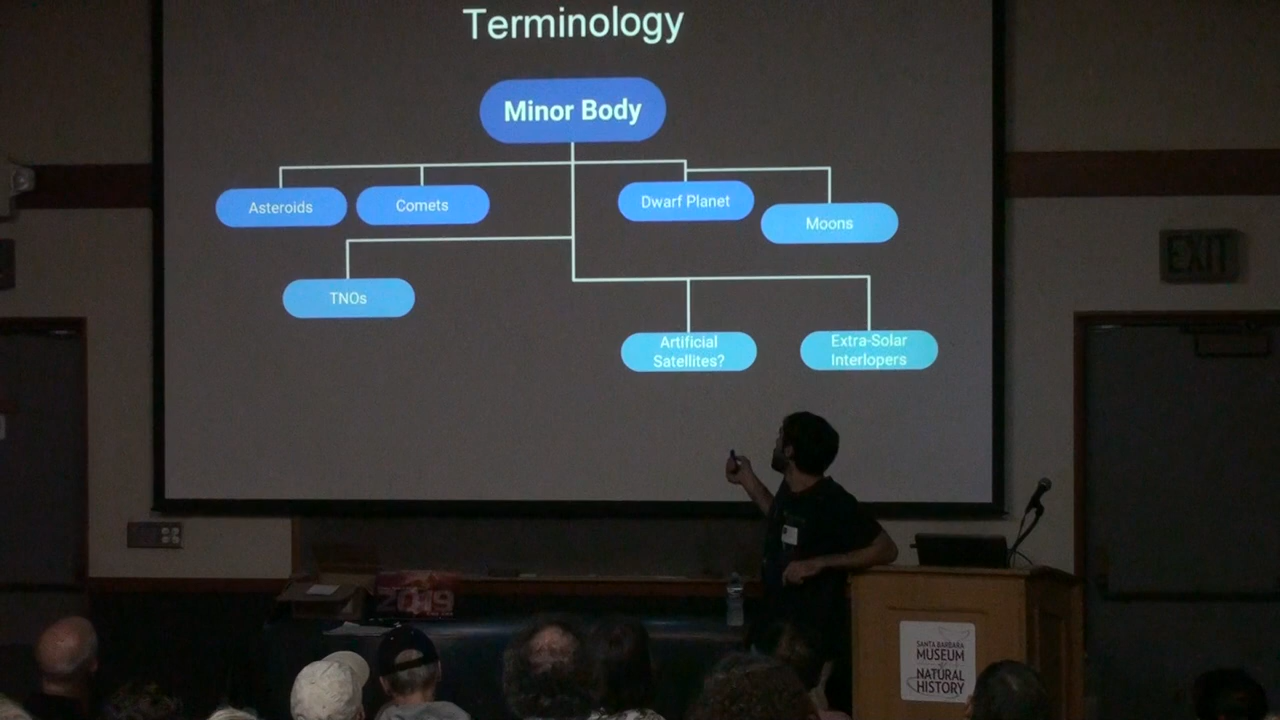 Terminology
Minor Body
Asteroids
Comets
Dwarf Planet
Moons
TNOs
Artificial
Satellites?
Extra-Solar
Interlopers
EXIT
2019
SANTA BARBARA
MUSEUM
of
NATURAL
HISTORY